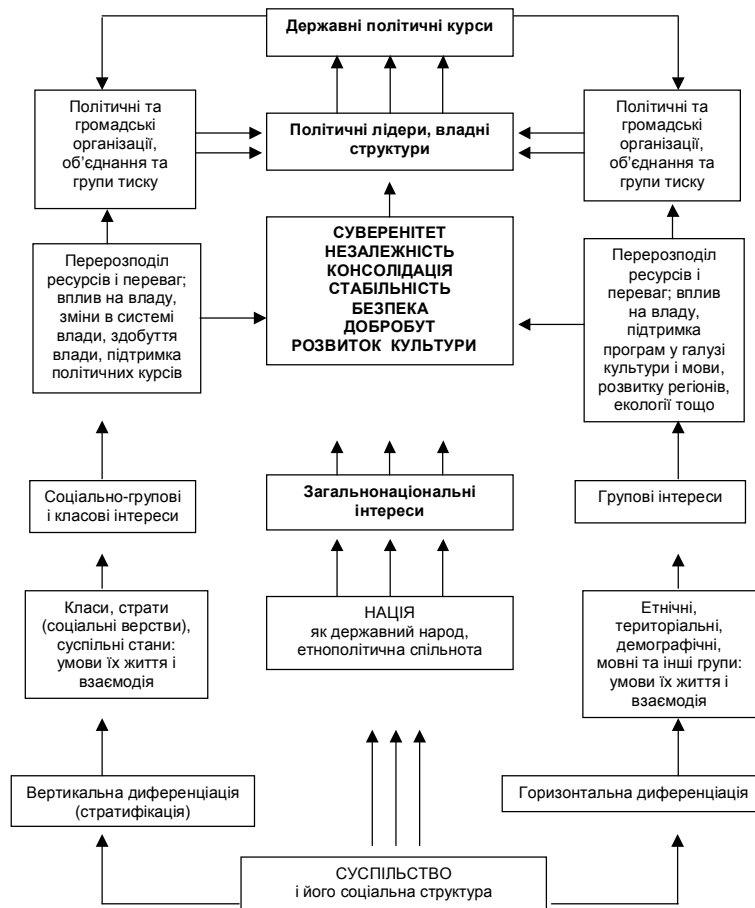 Державні політичні курси
Політичні та
громадські
організації,
об’єднання та
групи тиску
Політичні лідери, владні
структури
Політичні та
громадські
організації,
об’єднання та
групи тиску
Перерозподіл
ресурсів і переваг;
вплив на владу,
зміни в системі
влади, здобуття
влади, підтримка
політичних курсів
СУВЕРЕНІТЕТ
НЕЗАЛЕЖНІСТЬ
КОНСОЛІДАЦІЯ
СТАБІЛЬНІСТЬ
БЕЗПЕКА
ДОБРОБУТ
РОЗВИТОК КУЛЬТУРИ
Перерозподіл
ресурсів і
переваг; вплив
на владу,
підтримка
програм у галузі
культури і мови,
розвитку регіонів,
екології тощо
Соціально-групові
і класові інтереси
Загальнонаціональні
інтереси
Групові інтереси
Класи, страти
(соціальні верстви),
суспільні стани:
умови їх життя і
взаємодія
НАЦІЯ
як державний народ,
етнополітична спільнота
Етнічні,
територіальні,
демографічні,
мовні та інші групи:
умови їх життя і
взаємодія
Вертикальна диференціація
(стратифікація)
Горизонтальна диференціація
СУСПІЛЬСТВО
і його соціальна структура